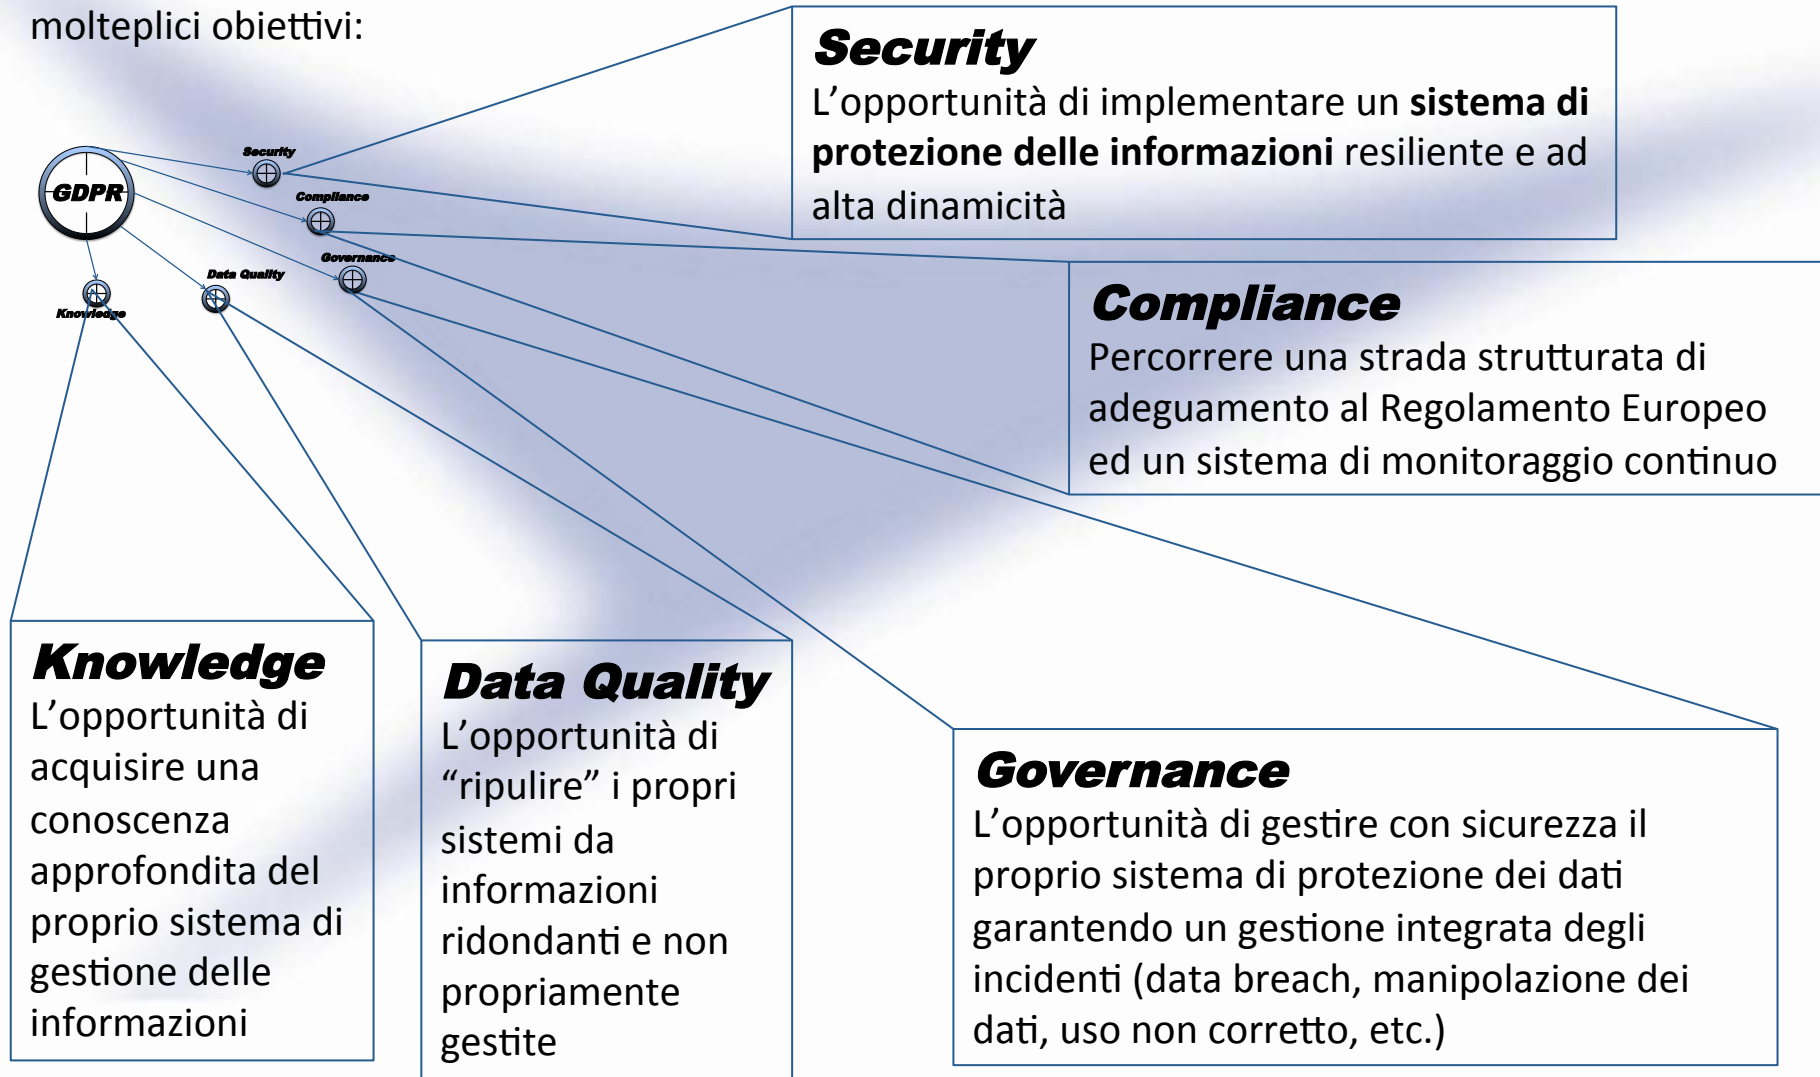 molteplici obiettivi:
GDPR
Security
Compliance
Governance
Data Quality
Knowledge
Security
L’opportunità di implementare un sistema di
protezione delle informazioni resiliente e ad
alta dinamicità
Compliance
Percorrere una strada strutturata di
adeguamento al Regolamento Europeo
ed un sistema di monitoraggio continuo
Knowledge
L’opportunità di
acquisire una
conoscenza
approfondita del
proprio sistema di
gestione delle
informazioni
Data Quality
L’opportunità di
“ripulire” i propri
sistemi da
informazioni
ridondanti e non
propriamente
gestite
Governance
L’opportunità di gestire con sicurezza il
proprio sistema di protezione dei dati
garantendo un gestione integrata degli
incidenti (data breach, manipolazione dei
dati, uso non corretto, etc.)